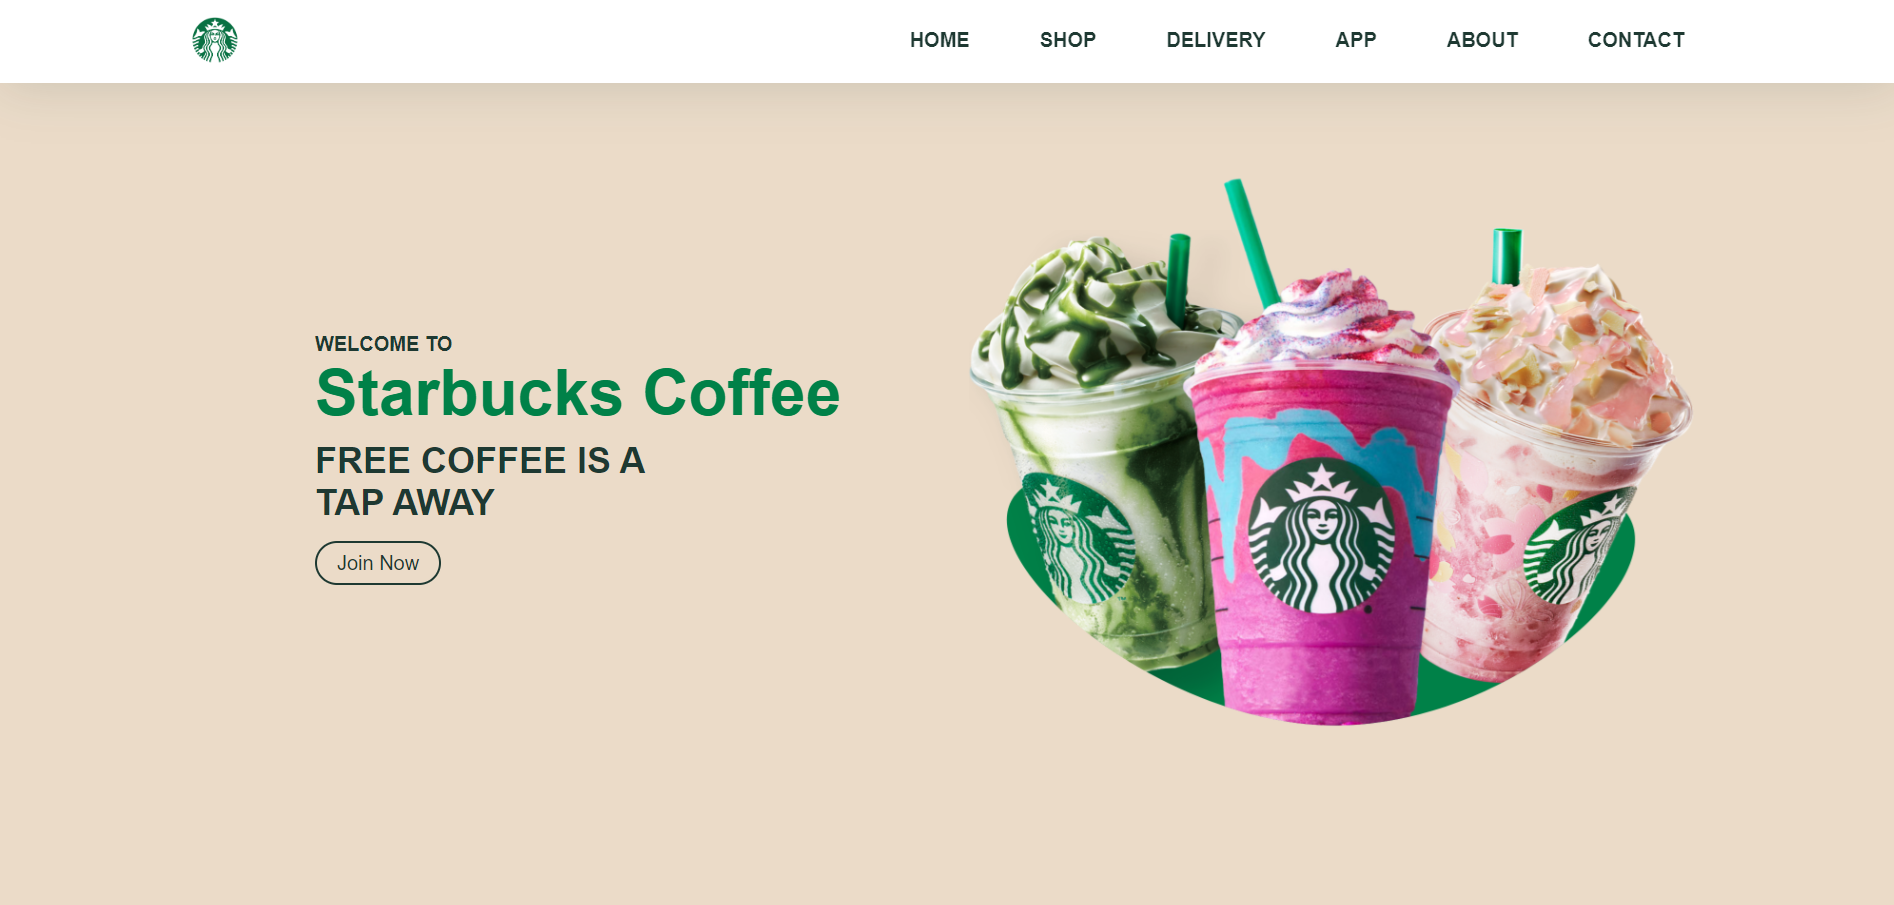 HOME SHOP DELIVERY APP ABOUT CONTACT
WELCOME TO
Starbucks Coffee
FREE COFFEE IS A
TAP AWAY
Join Now